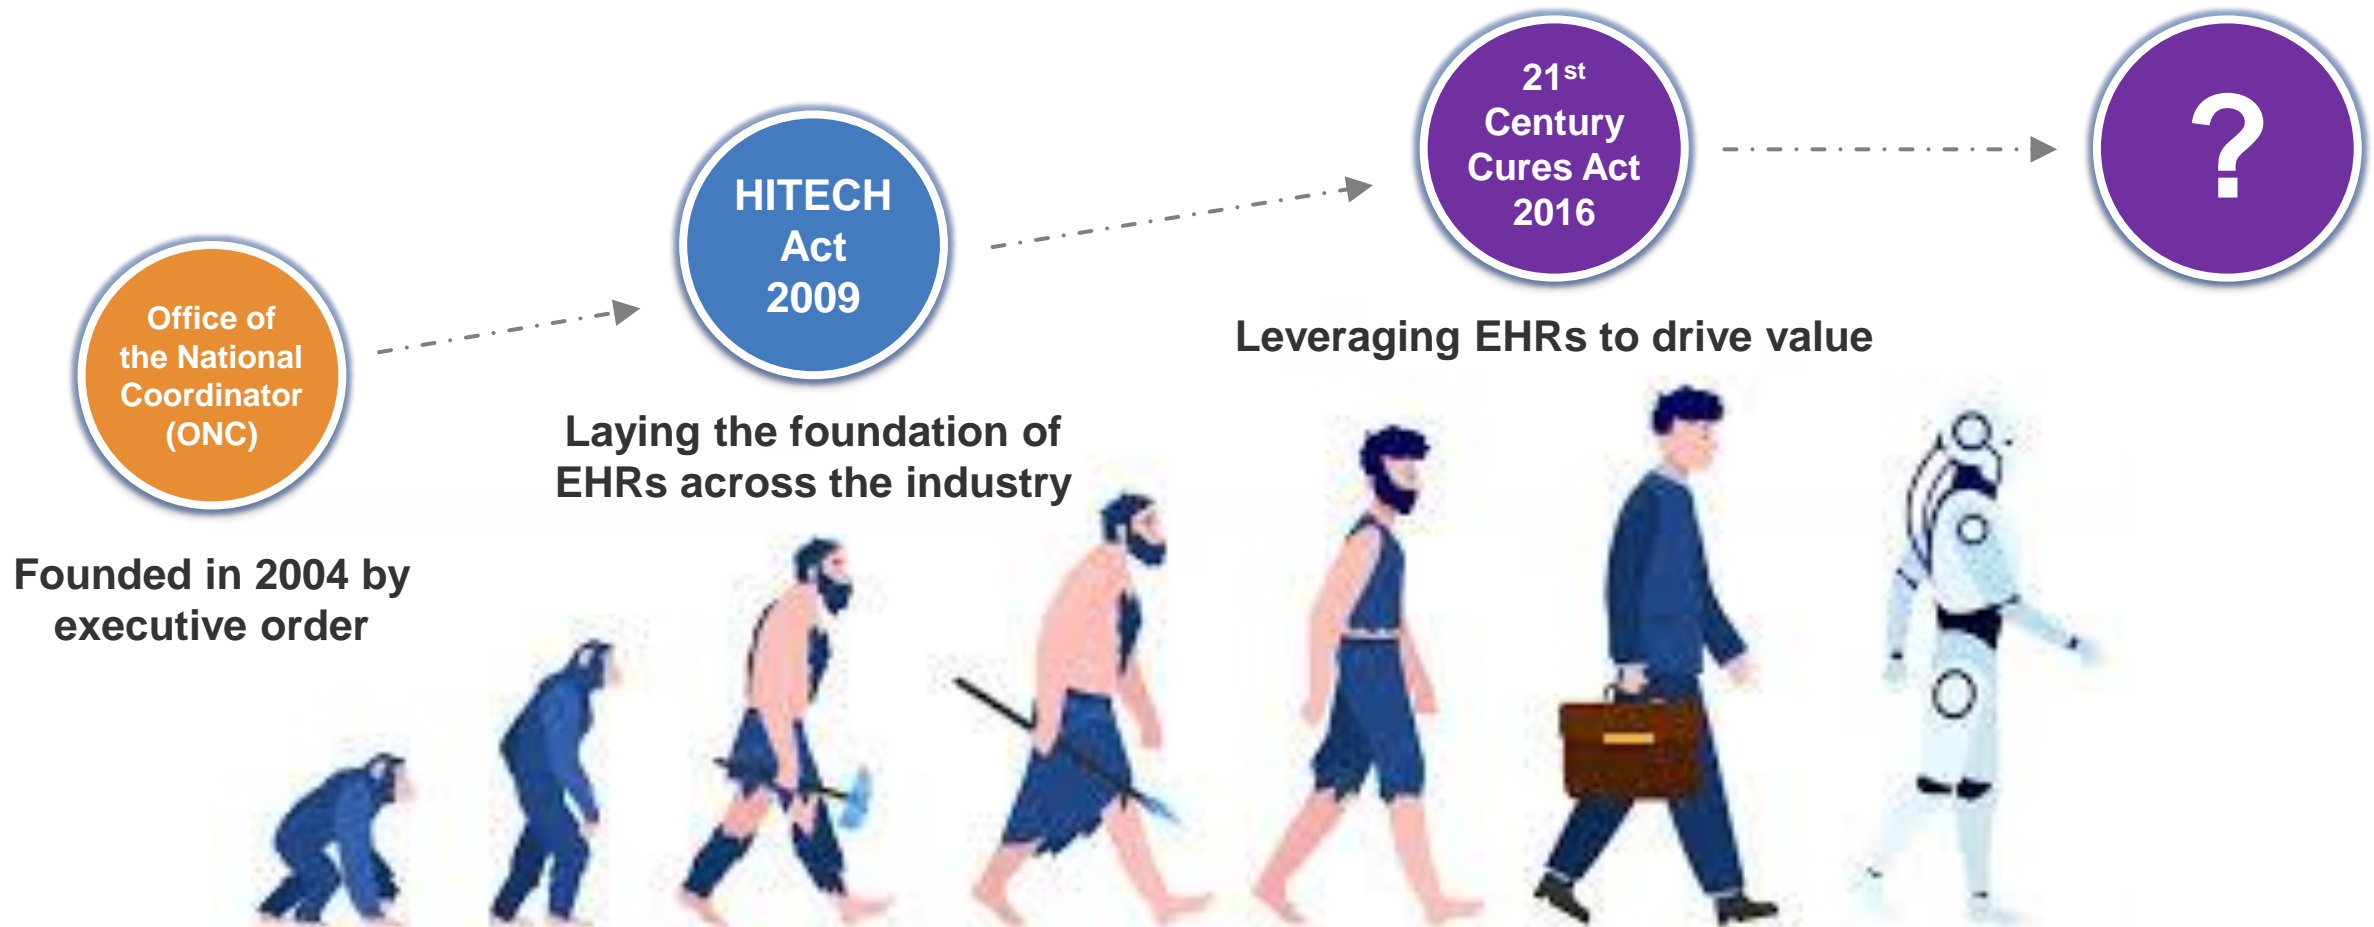 Office of
the National
Coordinator
(ONC)
Founded in 2004 by
executive order
HITECH
Act
2009
Laying the foundation of
EHRs across the industry
21st
Century
Cures Act
2016
Leveraging EHRs to drive value
?